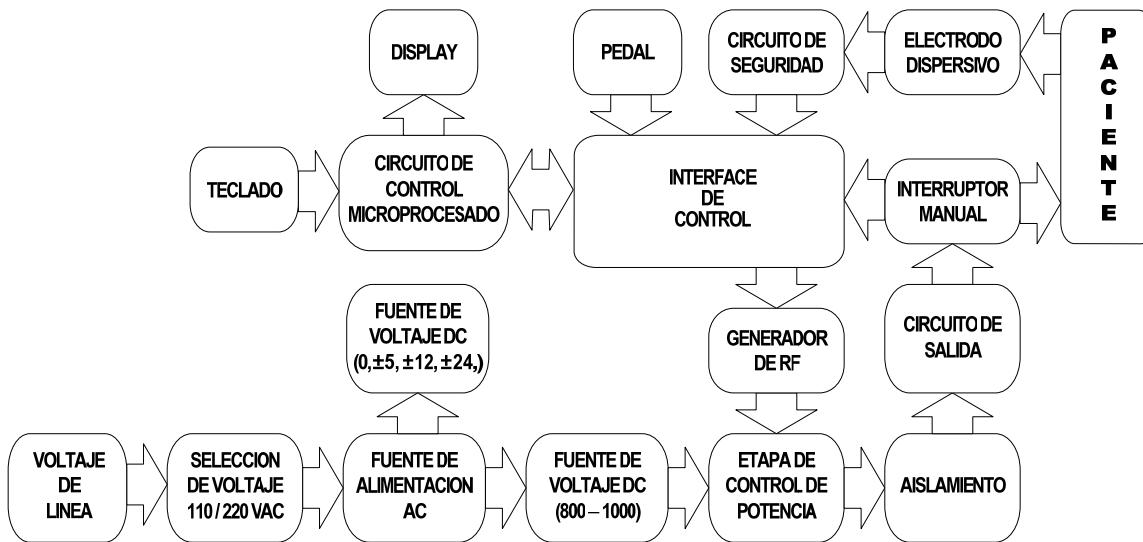 DISPLAY
PEDAL
CIRCUITO DE
SEGURIDAD
ELECTRODO
DISPERSIVO
PACIENTE
TECLADO
CIRCUITO DE
CONTROL
MICROPROCESADO
INTERFACE
DE
CONTROL
INTERRUPTOR
MANUAL
FUENTE DE
VOLTAJE DC
(0,±5, ±12, ±24,)
GENERADOR
DE RF
CIRCUITO DE
SALIDA
VOLTAJE
DE
LINEA
SELECCION
DE VOLTAJE
110 / 220 VAC
FUENTE DE
ALIMENTACION
AC
FUENTE DE
VOLTAJE DC
(800 – 1000)
ETAPA DE
CONTROL DE
POTENCIA
AISLAMIENTO